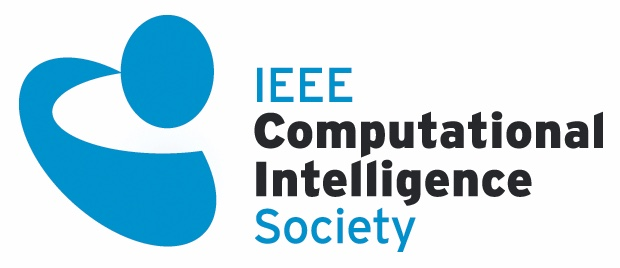 IEEE
Computational
Intelligence
Society